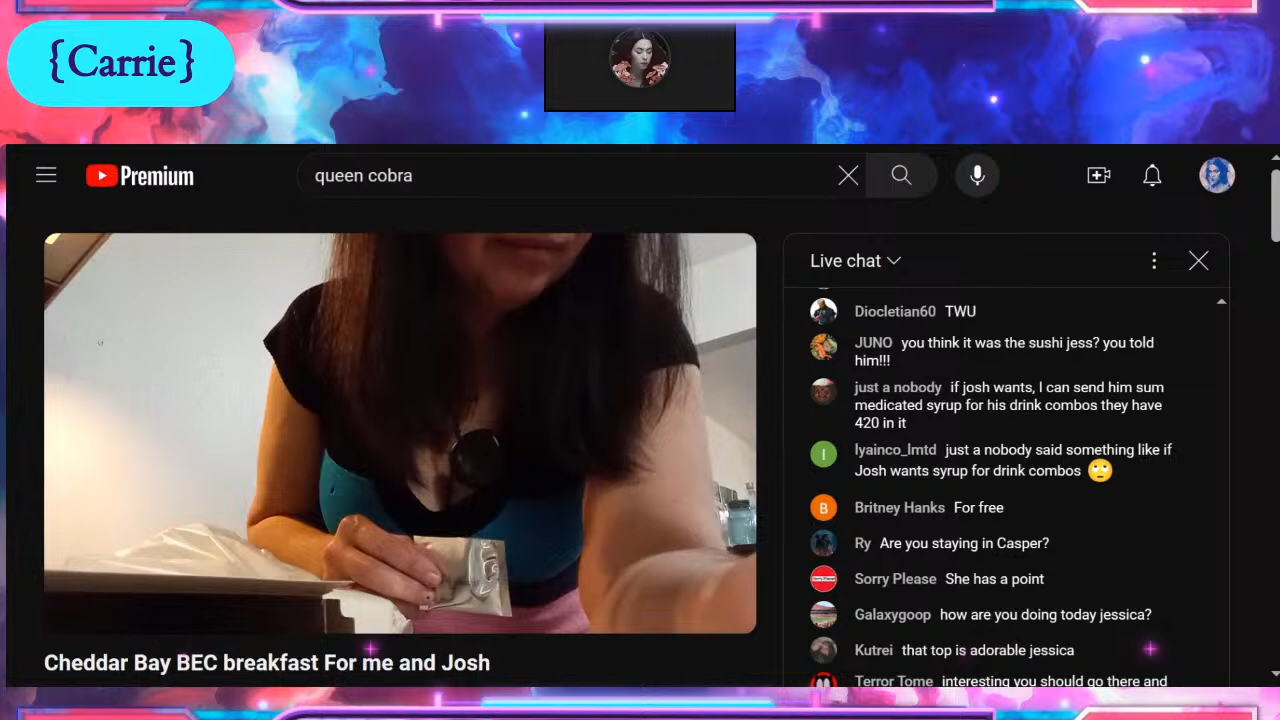 {Carrie}
Premium
queen cobra
Live chat
Diocletian60 TWU
JUNO you think it was the sushi jess? you told
him!!!
just a nobody if josh wants, I can send him sum
medicated syrup for his drink combos they have
420 in it
lyainco_lmtd just a nobody said something like if
Josh wants syrup for drink combos 🙄
B
Britney Hanks For free
Ry Are you staying in Casper?
Sorry Please She has a point
Galaxygoop how are you doing today jessica?
Kutrei that top is adorable jessica
Terror Tome interesting you should go there and
Cheddar Bay BEC breakfast For me and Josh